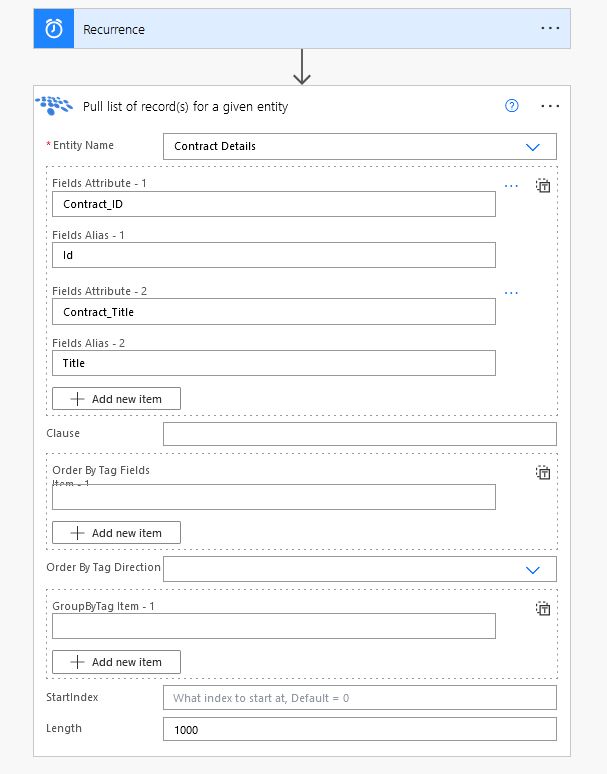 Recurrence
Pull list of record(s) for a given entity
* Entity Name
Contract Details
Fields Attribute - 1
Contract_ID
Fields Alias - 1
Id
Fields Attribute - 2
Contract_Title
Fields Alias - 2
Title
Add new item
Clause
Order By Tag Fields
Item - 1
Add new item
Order By Tag Direction
GroupByTag Item - 1
Add new item
StartIndex
What index to start at, Default = 0
Length
1000